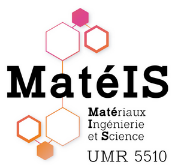 MatéIS
Matériaux
Ingénierie
et Science
UMR 5510